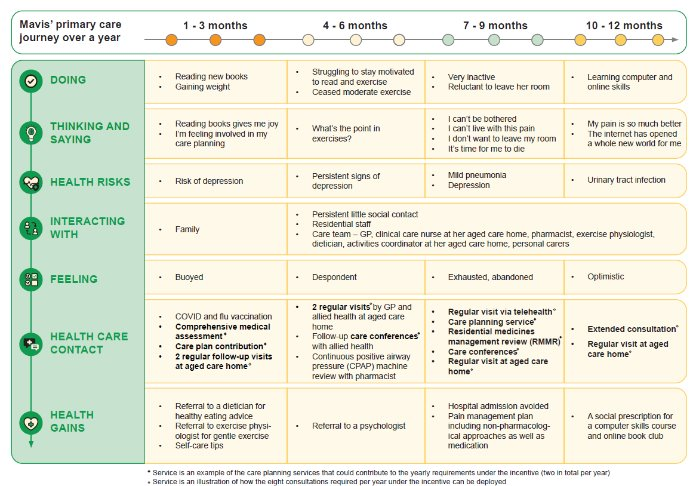 Mavis' primary care
journey over a year
1 - 3 months
4 - 6 months
7 - 9 months
10 - 12 months
DOING
• Reading new books
• Gaining weight
• Struggling to stay motivated
to read and exercise
• Ceased moderate exercise
• Very inactive
• Reluctant to leave her room
• Learning computer and
online skills
THINKING AND
SAYING
• Reading books gives me joy
• I'm feeling involved in my
care planning
• What's the point in
exercises?
• I can't be bothered
• I can't live with this pain
• I don't want to leave my room
• It's time for me to die
• My pain is so much better
• The internet has opened
a whole new world for me
HEALTH RISKS
• Risk of depression
• Persistent signs of
depression
• Mild pneumonia
• Depression
• Urinary tract infection
INTERACTING
WITH
• Family
• Persistent little social contact
• Residential staff
• Care team – GP, clinical care nurse at her aged care home, pharmacist, exercise physiologist,
dietician, activities coordinator at her aged care home, personal carers
FEELING
• Buoyed
• Despondent
• Exhausted, abandoned
• Optimistic
HEALTH CARE
CONTACT
• COVID and flu vaccination
• Comprehensive medical
assessment*
• Care plan contribution*
• 2 regular follow-up visits
at aged care home*
• 2 regular visits* by GP and
allied health at aged care
home
• Follow-up care conferences*
with allied health
• Continuous positive airway
pressure (CPAP) machine
review with pharmacist
• Regular visit via telehealth*
• Care planning service*
• Residential medicines
management review (RMMR)*
• Care conferences*
• Regular visit at aged
care home*
• Extended consultation*
• Regular visit at aged
care home*
HEALTH
GAINS
• Referral to a dietician for
healthy eating advice
• Referral to exercise physi-
ologist for gentle exercise
• Self-care tips
• Referral to a psychologist
• Hospital admission avoided
• Pain management plan
including non-pharmacolog-
ical approaches as well as
medication
• A social prescription for
a computer skills course
and online book club
* Service is an example of the care planning services that could contribute to the yearly requirements under the incentive (two in total per year)
* Service is an illustration of how the eight consultations required per year under the incentive can be deployed